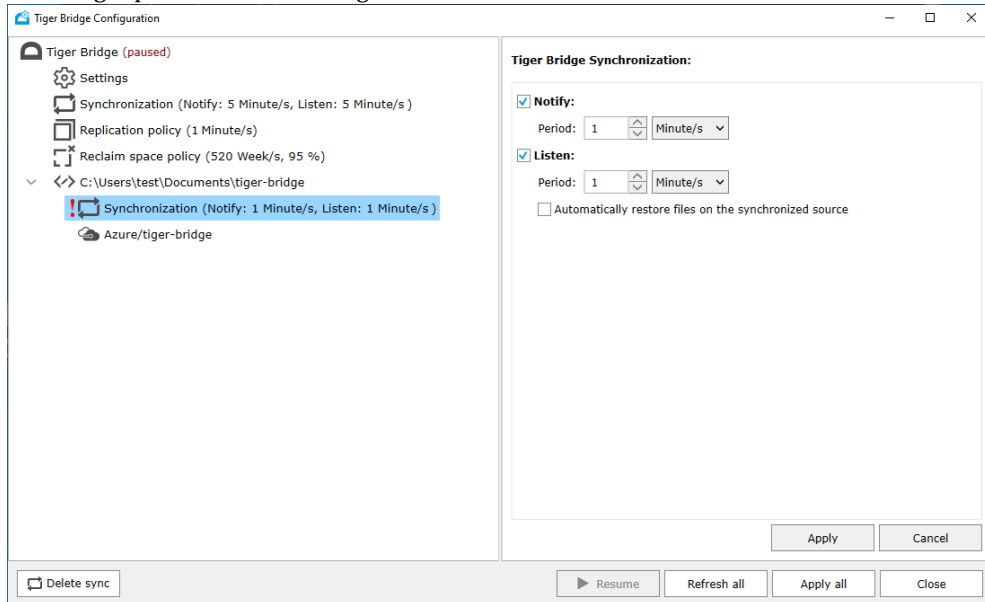 Tiger Bridge Configuration
Tiger Bridge (paused)
Settings
Synchronization (Notify: 5 Minute/s, Listen: 5 Minute/s )
Replication policy (1 Minute/s)
Reclaim space policy (520 Week/s, 95 %)
C:\Users\test\Documents\tiger-bridge
Synchronization (Notify: 1 Minute/s, Listen: 1 Minute/s )
Azure/tiger-bridge
Tiger Bridge Synchronization:
Notify:
Period: 1 Minute/s
Listen:
Period: 1 Minute/s
Automatically restore files on the synchronized source
Apply Cancel
Delete sync Resume Refresh all Apply all Close